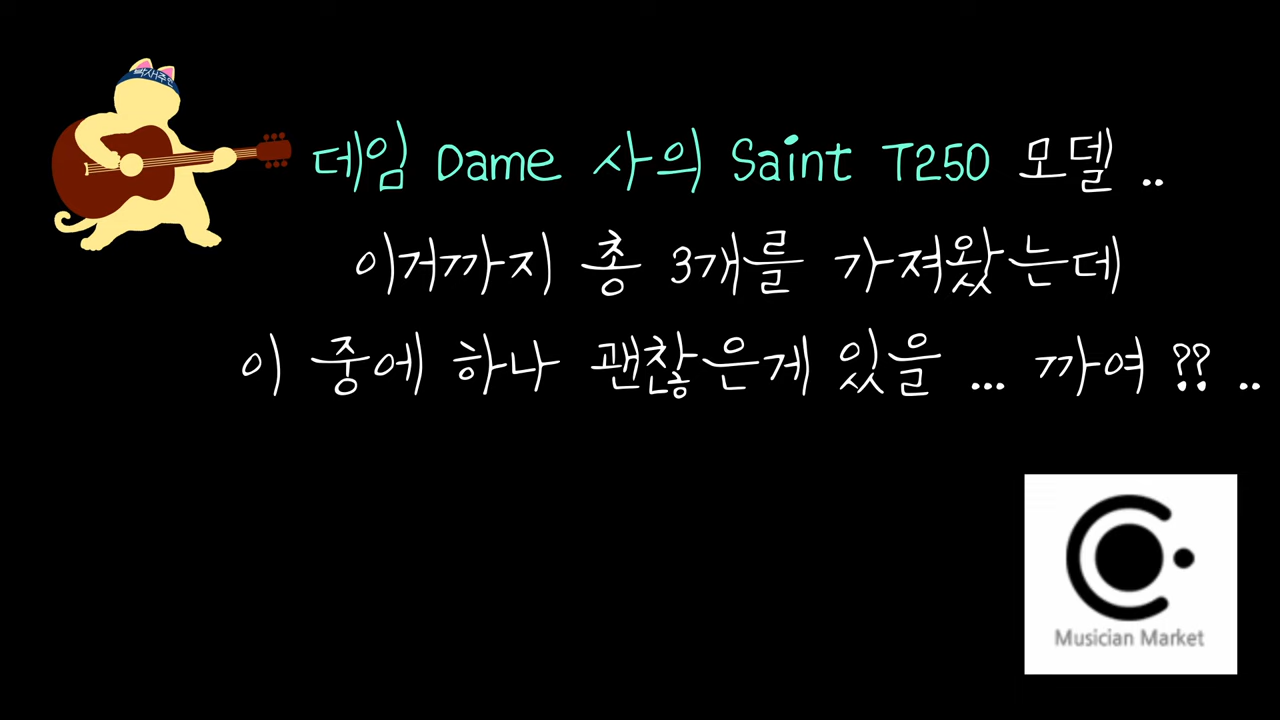 데임 Dame 사의 Saint T250 모델 ..
이거까지 총 3개를 가져왔는데
이 중에 하나 괜찮은게 있을 ... 까여 ?? ..
Musician Market